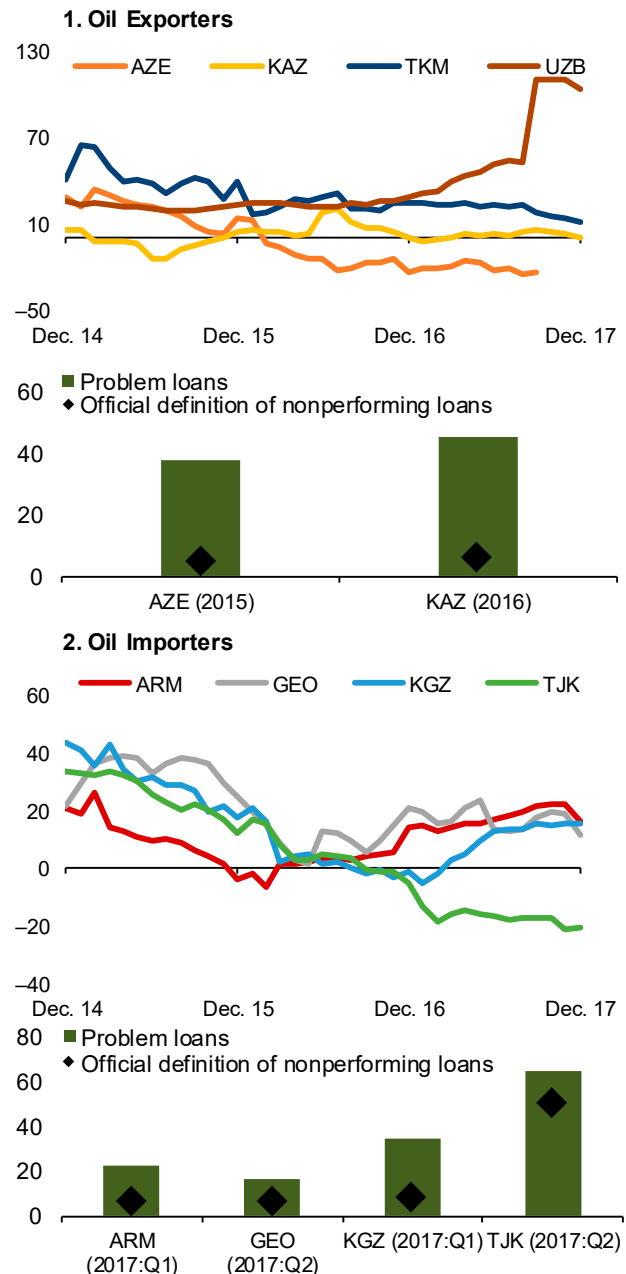 1. Oil Exporters
130
AZE KAZ TKM UZB
70
10
–50
Dec. 14 Dec. 15 Dec. 16 Dec. 17
60
Problem loans
Official definition of nonperforming loans
40
20
0
AZE (2015) KAZ (2016)
2. Oil Importers
60
ARM GEO KGZ TJK
40
20
0
–20
–40
Dec. 14 Dec. 15 Dec. 16 Dec. 17
80
Problem loans
Official definition of nonperforming loans
60
40
20
0
ARM GEO KGZ (2017:Q1) TJK (2017:Q2)
(2017:Q1) (2017:Q2)